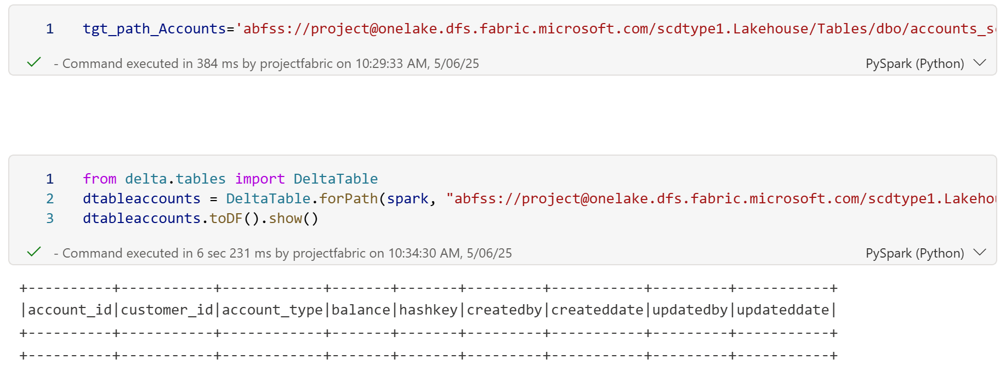 1 tgt_path_Accounts='abfss://project@onelake.dfs.fabric.microsoft.com/scdtype1.Lakehouse/Tables/dbo/accounts_s
- Command executed in 384 ms by projectfabric on 10:29:33 AM, 5/06/25 PySpark (Python)
1 from delta.tables import DeltaTable
2 dtableaccounts = DeltaTable.forPath(spark, "abfss://project@onelake.dfs.fabric.microsoft.com/scdtype1.Lakeho
3 dtableaccounts.toDF().show()
- Command executed in 6 sec 231 ms by projectfabric on 10:34:30 AM, 5/06/25 PySpark (Python)
+----------+-----------+------------+-------+-------+---------+-----------+---------+-----------+
|account_id|customer_id|account_type|balance|hashkey|createdby|createddate|updatedby|updateddate|
+----------+-----------+------------+-------+-------+---------+-----------+---------+-----------+
+----------+-----------+------------+-------+-------+---------+-----------+---------+-----------+